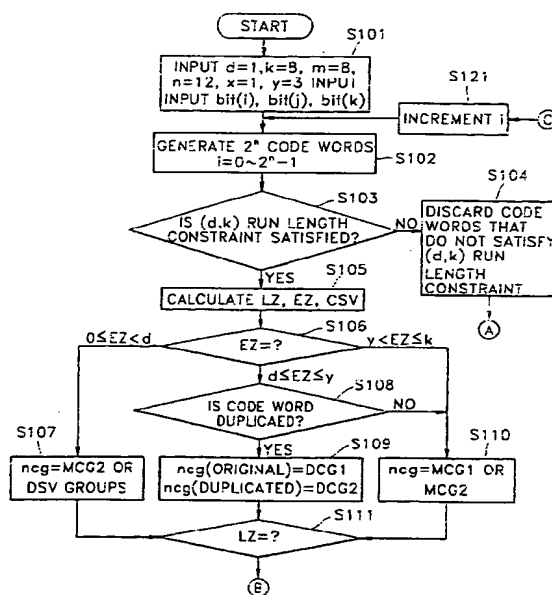 START
S101
INPUT d=1,k=8, m=8,
n=12, x=1, y=3 INPUT
INPUT bit(i), bit(j), bit(k)
S121
INCREMENT i
C
GENERATE 2ⁿ CODE WORDS
i=0~2ⁿ-1
S102
S103
IS (d,k) RUN LENGTH
CONSTRAINT SATISFIED?
NO
S104
DISCARD CODE
WORDS THAT
DO NOT SATISFY
(d,k) RUN
LENGTH
CONSTRAINT
A
YES
S105
CALCULATE LZ, EZ, CSV
S106
0≤EZ<d
EZ=?
y<EZ≤k
d≤EZ≤y
S108
IS CODE WORD
DUPLICAED?
NO
S107
ncg=MCG2 OR
DSV GROUPS
YES
S109
ncg(ORIGINAL)=DCG1
ncg(DUPLICATED)=DCG2
S110
ncg=MCG1 OR
MCG2
S111
LZ=?
B